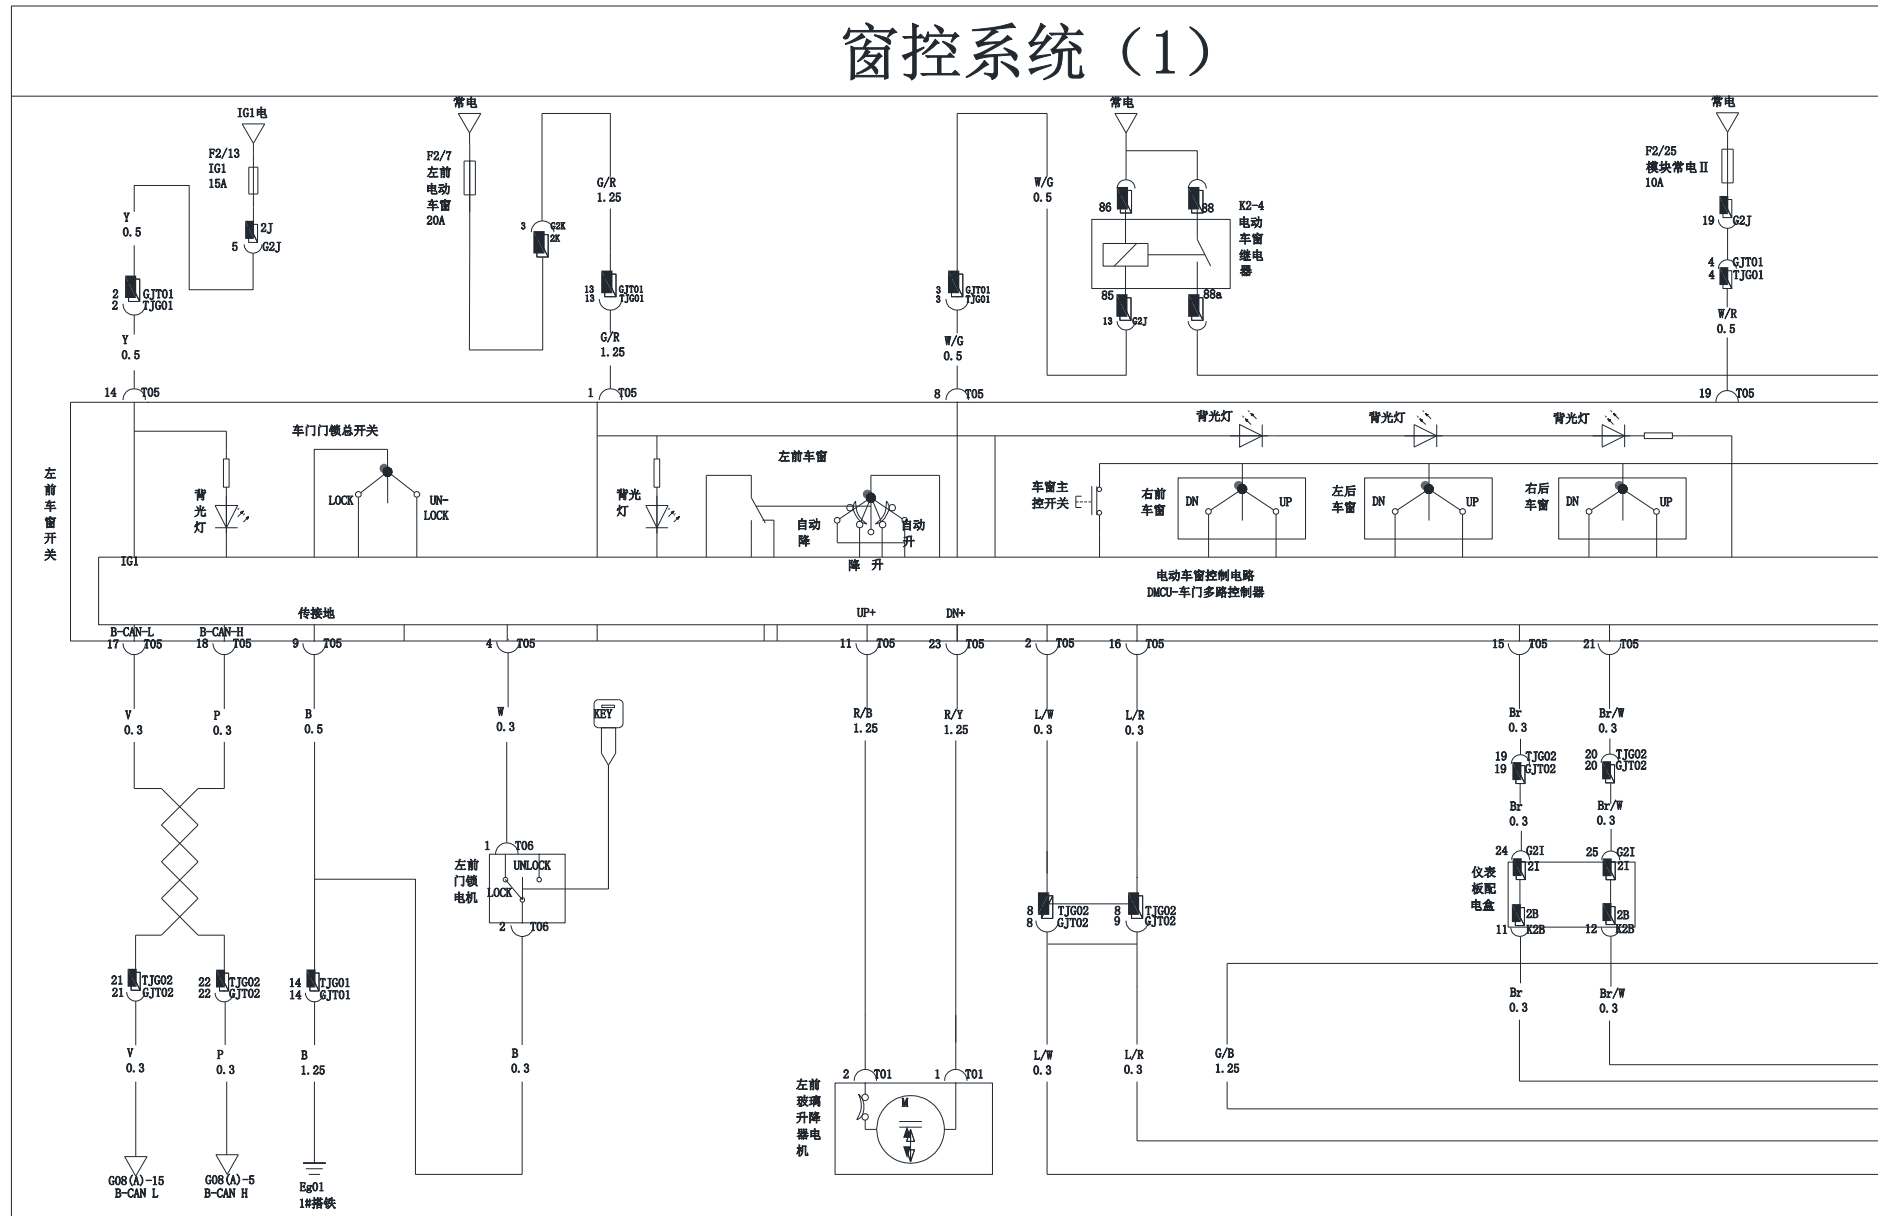 窗控系统（1）
IG1电
常电
常电
常电
F2/13
IG1
15A
F2/7
左前
电动
车窗
20A
F2/25
模块常电Ⅱ
10A
G/R
1.25
W/G
0.5
Y
0.5
2J
5 G2J
3 G2K
2K
86
88
K2-4
电动
车窗
继电
器
19 G2J
4 GJT01
4 TJG01
2 GJT01
2 TJG01
13 GJT01
13 TJG01
3 GJT01
3 TJG01
85
88a
13 G2J
W/R
0.5
Y
0.5
G/R
1.25
W/G
0.5
14 T05
1 T05
8 T05
19 T05
左前车窗开关
背光灯
车门门锁总开关
LOCK
UN-
LOCK
背光
灯
左前车窗
自动
降
自动
升
降 升
背光灯
背光灯
背光灯
车窗主
控开关
右前
车窗
DN
UP
左后
车窗
DN
UP
右后
车窗
DN
UP
IG1
电动车窗控制电路
DMCU-车门多路控制器
传接地
UP+
DN+
B-CAN-L
B-CAN-H
17 T05
18 T05
9 T05
4 T05
11 T05
23 T05
2 T05
16 T05
15 T05
21 T05
V
0.3
P
0.3
B
0.5
W
0.3
KEY
R/B
1.25
R/Y
1.25
L/W
0.3
L/R
0.3
Br
0.3
Br/W
0.3
19 TJG02
19 GJT02
20 TJG02
20 GJT02
Br
0.3
Br/W
0.3
1 T06
左前
门锁
电机
UNLOCK
LOCK
2 T06
24 G2I
2I
25 G2I
2I
仪表
板配
电盒
2B
11 K2B
2B
12 K2B
8 TJG02
8 GJT02
8 TJG02
9 GJT02
21 TJG02
21 GJT02
22 TJG02
22 GJT02
14 TJG01
14 GJT01
Br
0.3
Br/W
0.3
V
0.3
P
0.3
B
1.25
B
0.3
L/W
0.3
L/R
0.3
G/B
1.25
2 T01
1 T01
左前
玻璃
升降
器电
机
M
G08(A)-15
B-CAN L
G08(A)-5
B-CAN H
Eg01
1#搭铁